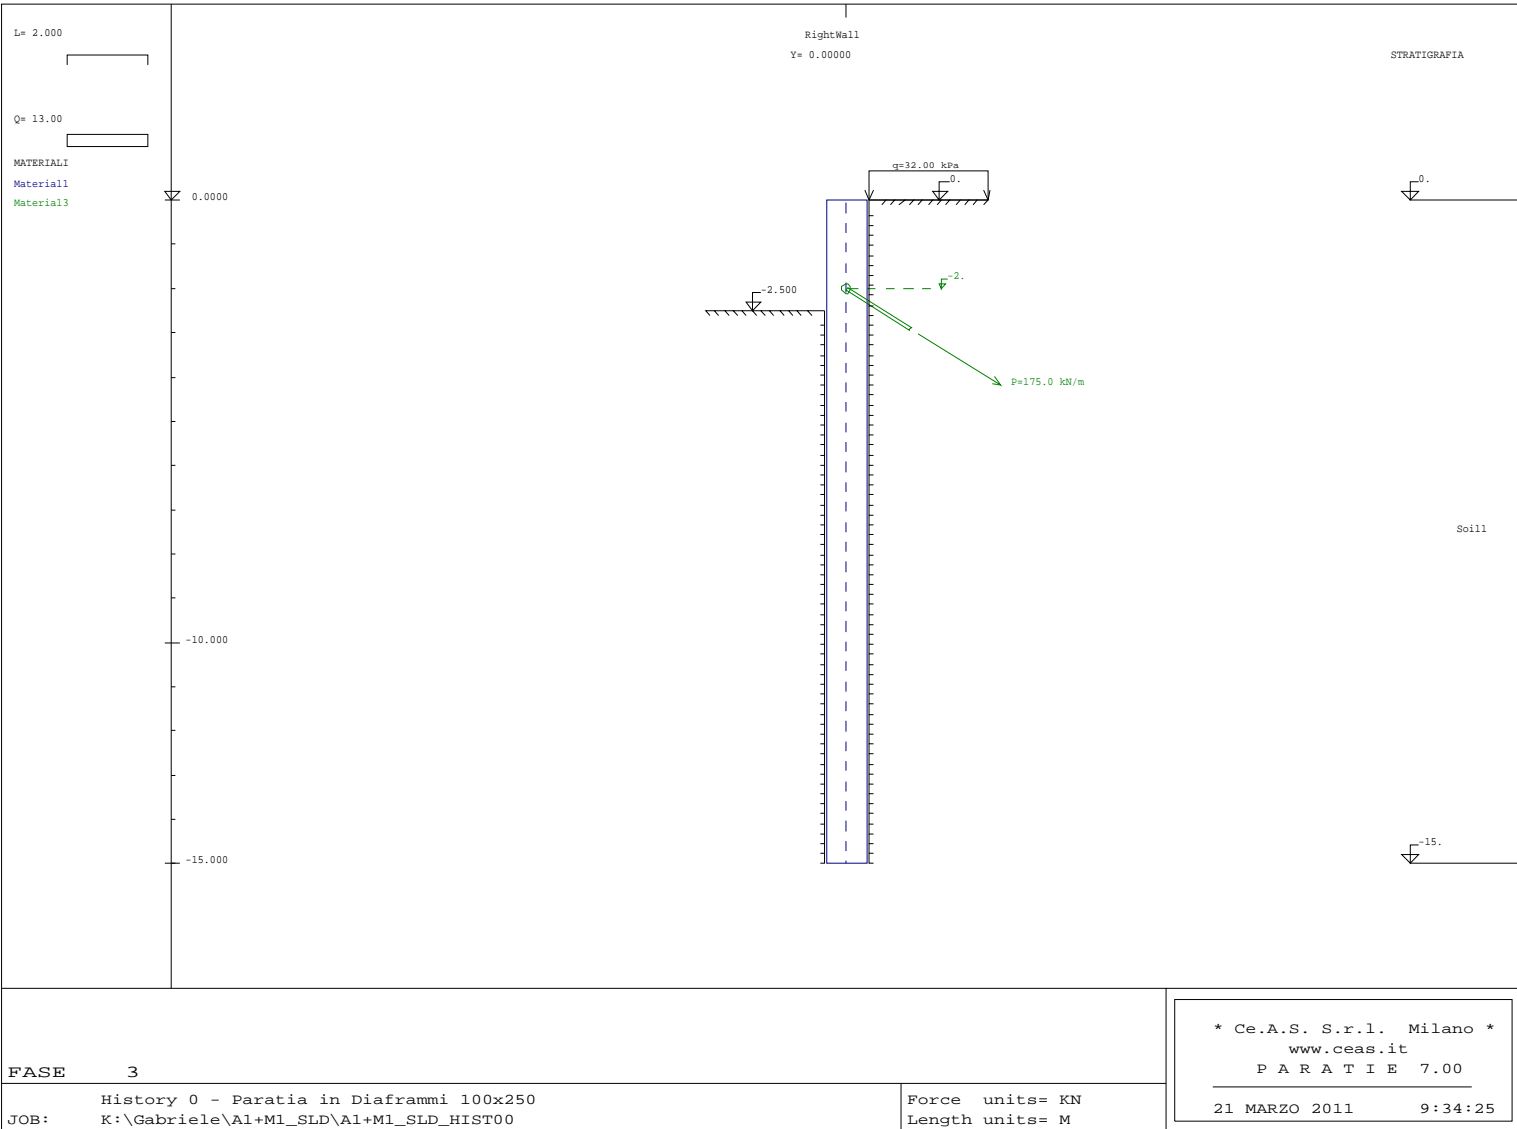 L= 2.000
RightWall
Y= 0.00000
STRATIGRAFIA
Q= 13.00
MATERIALI
Material1
Material3
0.0000
q=32.00 kPa
0.
0.
-2.
-2.500
P=175.0 kN/m
Soil1
-10.000
-15.
-15.000
* Ce.A.S. S.r.l. Milano *
www.ceas.it
P A R A T I E 7.00
21 MARZO 2011 9:34:25
FASE 3
History 0 - Paratia in Diaframmi 100x250
JOB: K:\Gabriele\A1+M1_SLD\A1+M1_SLD_HIST00
Force units= KN
Length units= M